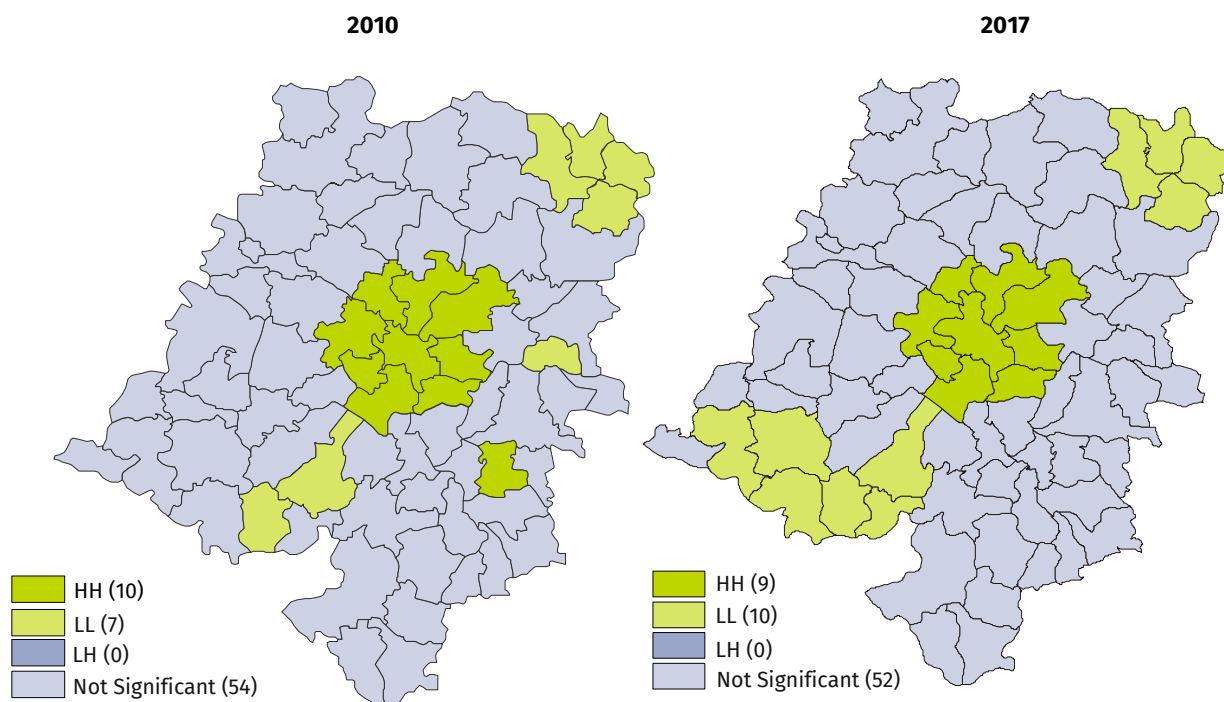 2010
2017
HH (10)
LL (7)
LH (0)
Not Significant (54)
HH (9)
LL (10)
LH (0)
Not Significant (52)